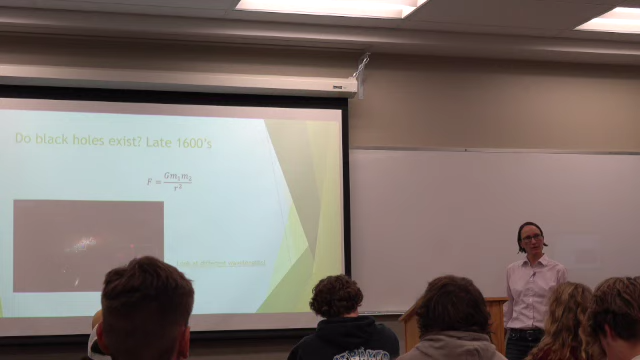 Do black holes exist? Late 1600's
F = Gm₁m₂/r²